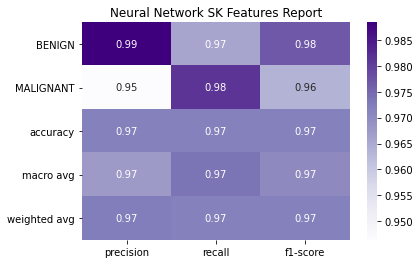 Neural Network SK Features Report
BENIGN 0.99 0.97 0.98
MALIGNANT 0.95 0.98 0.96
accuracy 0.97 0.97 0.97
macro avg 0.97 0.97 0.97
weighted avg 0.97 0.97 0.97
precision recall f1-score
0.985
0.980
0.975
0.970
0.965
0.960
0.955
0.950